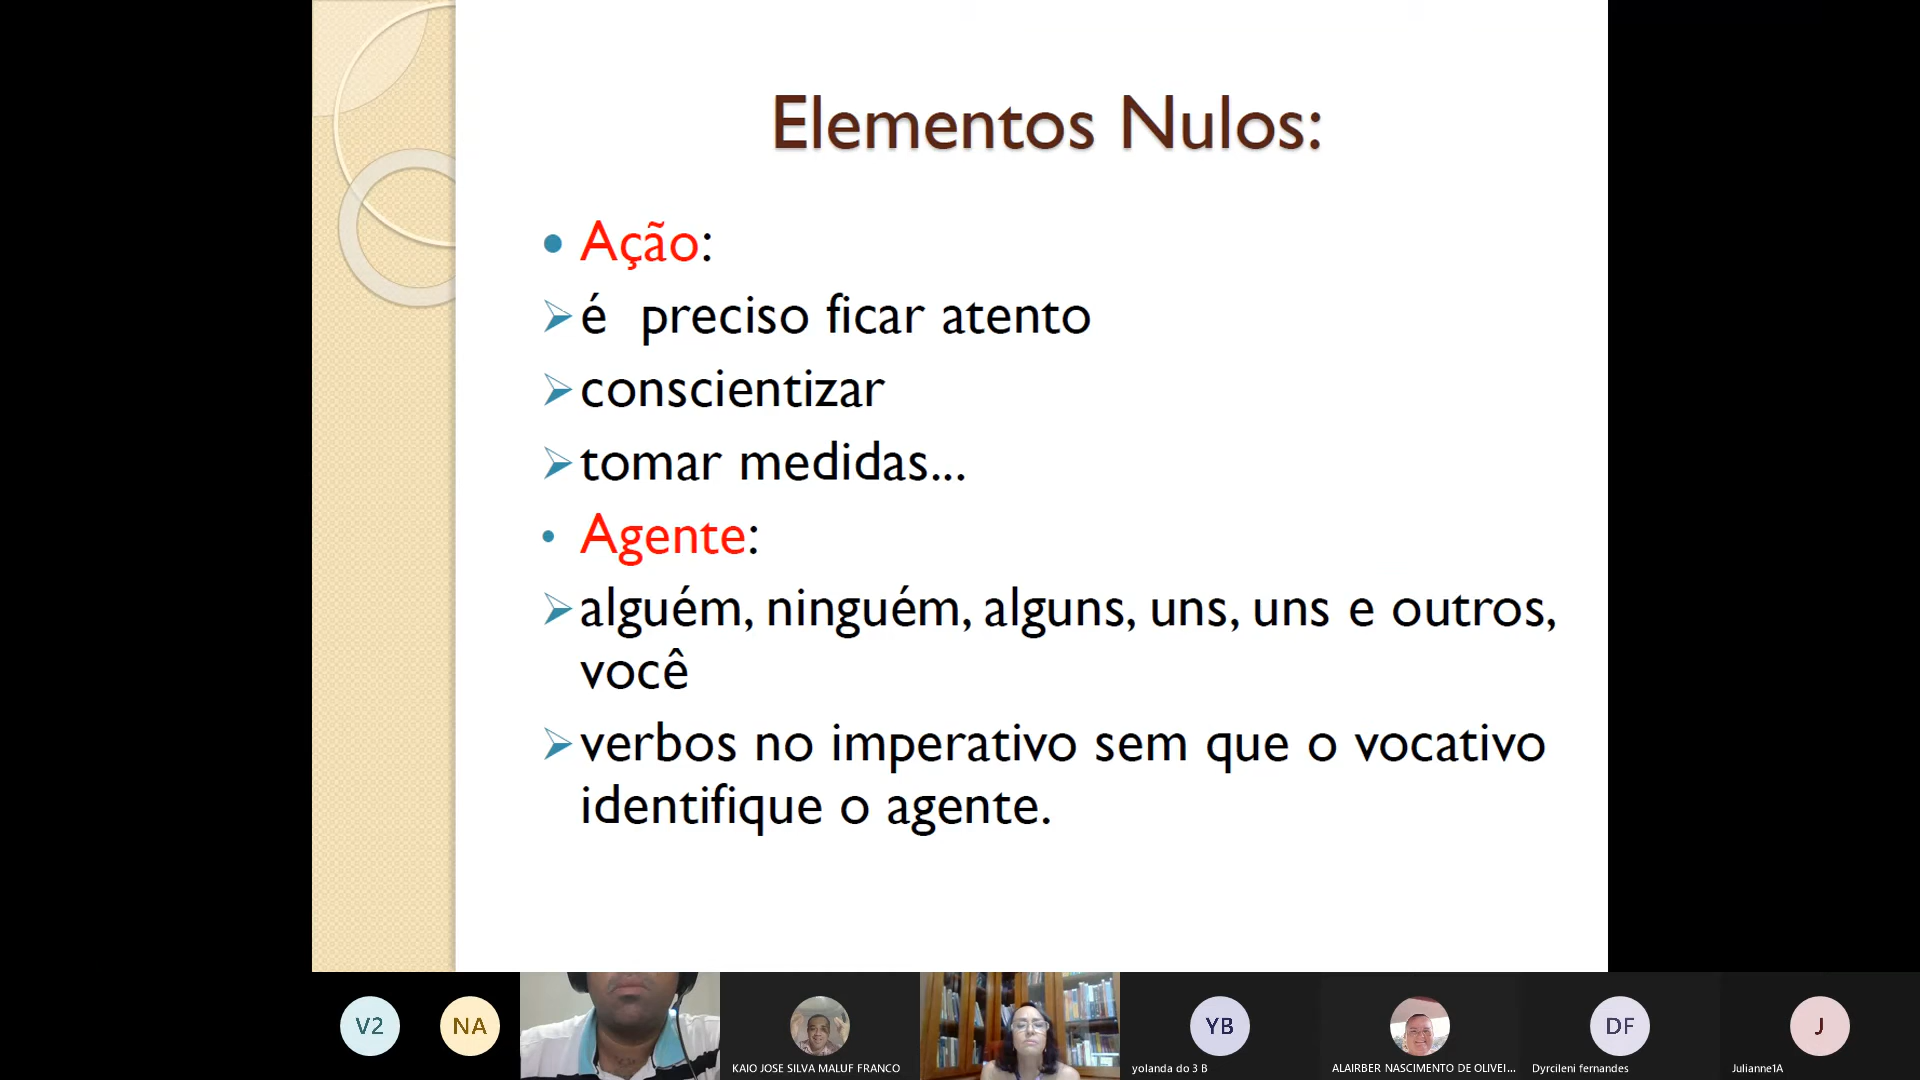 Elementos Nulos:
Ação:
é preciso ficar atento
conscientizar
tomar medidas...
Agente:
alguém, ninguém, alguns, uns, uns e outros,
você
verbos no imperativo sem que o vocativo
identifique o agente.
V2
NA
KAIO JOSE SILVA MALUF FRANCO
YB
yolanda do 3 B
ALAIRBER NASCIMENTO DE OLIVEI...
DF
Dyrcileni fernandes
J
Julianne1A